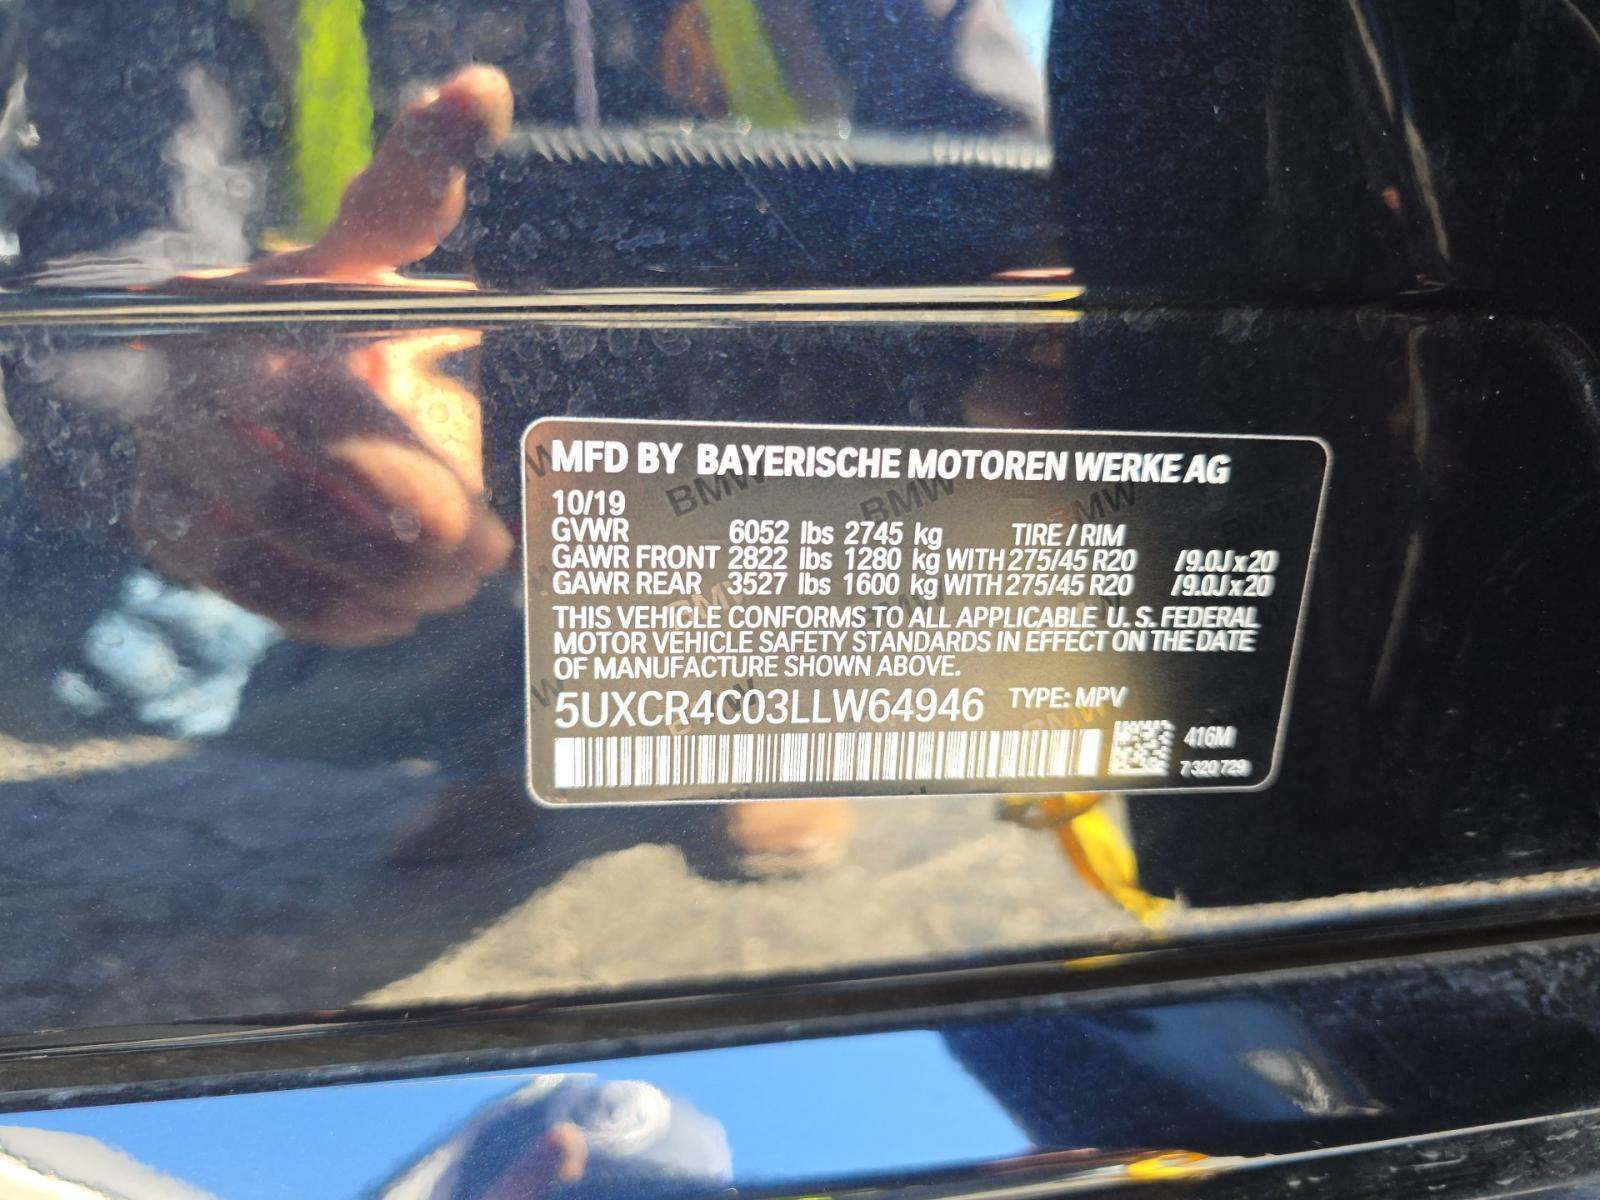 MFD BY BAYERISCHE MOTOREN WERKE AG
10/19
GVWR 6052 lbs 2745 kg TIRE / RIM
GAWR FRONT 2822 lbs 1280 kg WITH 275/45 R20 /9.0J x 20
GAWR REAR 3527 lbs 1600 kg WITH 275/45 R20 /9.0J x 20
THIS VEHICLE CONFORMS TO ALL APPLICABLE U.S. FEDERAL
MOTOR VEHICLE SAFETY STANDARDS IN EFFECT ON THE DATE
OF MANUFACTURE SHOWN ABOVE.
5UXCR4C03LLW64946 TYPE: MPV
416M
7 320 729